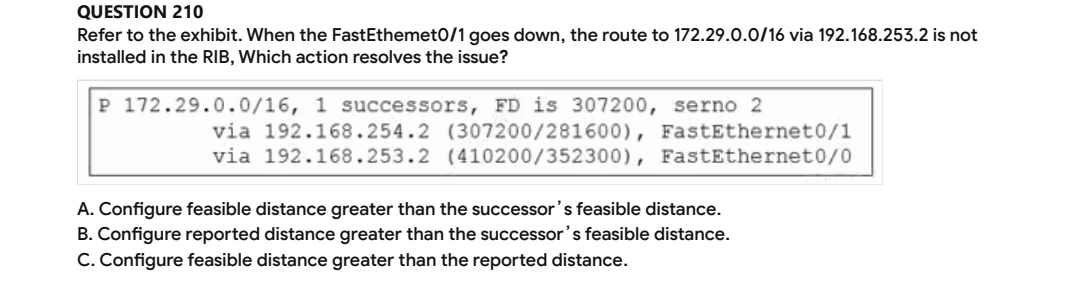 QUESTION 210
Refer to the exhibit. When the FastEthemet0/1 goes down, the route to 172.29.0.0/16 via 192.168.253.2 is not
installed in the RIB, Which action resolves the issue?
P 172.29.0.0/16, 1 successors, FD is 307200, serno 2
via 192.168.254.2 (307200/281600), FastEthernet0/1
via 192.168.253.2 (410200/352300), FastEthernet0/0
A. Configure feasible distance greater than the successor's feasible distance.
B. Configure reported distance greater than the successor's feasible distance.
C. Configure feasible distance greater than the reported distance.